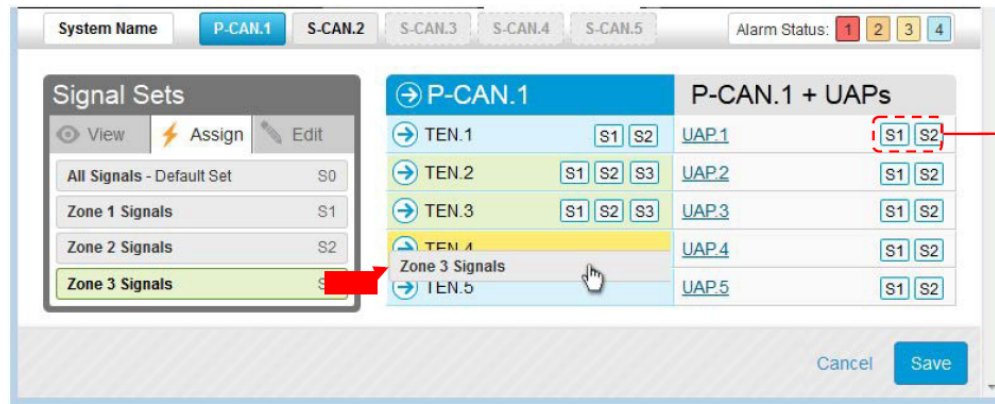 System Name P-CAN.1 S-CAN.2 S-CAN.3 S-CAN.4 S-CAN.5 Alarm Status: 1 2 3 4
Signal Sets
View Assign Edit
All Signals - Default Set S0
Zone 1 Signals S1
Zone 2 Signals S2
Zone 3 Signals
P-CAN.1 P-CAN.1 + UAPs
TEN.1 S1 S2 UAP.1 S1 S2
TEN.2 S1 S2 S3 UAP.2 S1 S2
TEN.3 S1 S2 S3 UAP.3 S1 S2
TEN.4 UAP.4 S1 S2
Zone 3 Signals
TEN.5 UAP.5 S1 S2
Cancel Save